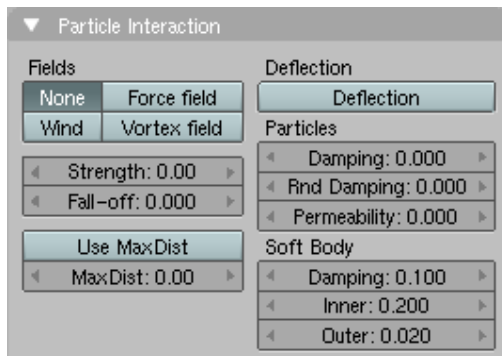 Particle Interaction
Fields
None
Force field
Wind
Vortex field
Strength: 0.00
Fall-off: 0.000
Use MaxDist
MaxDist: 0.00
Deflection
Deflection
Particles
Damping: 0.000
Rnd Damping: 0.000
Permeability: 0.000
Soft Body
Damping: 0.100
Inner: 0.200
Outer: 0.020